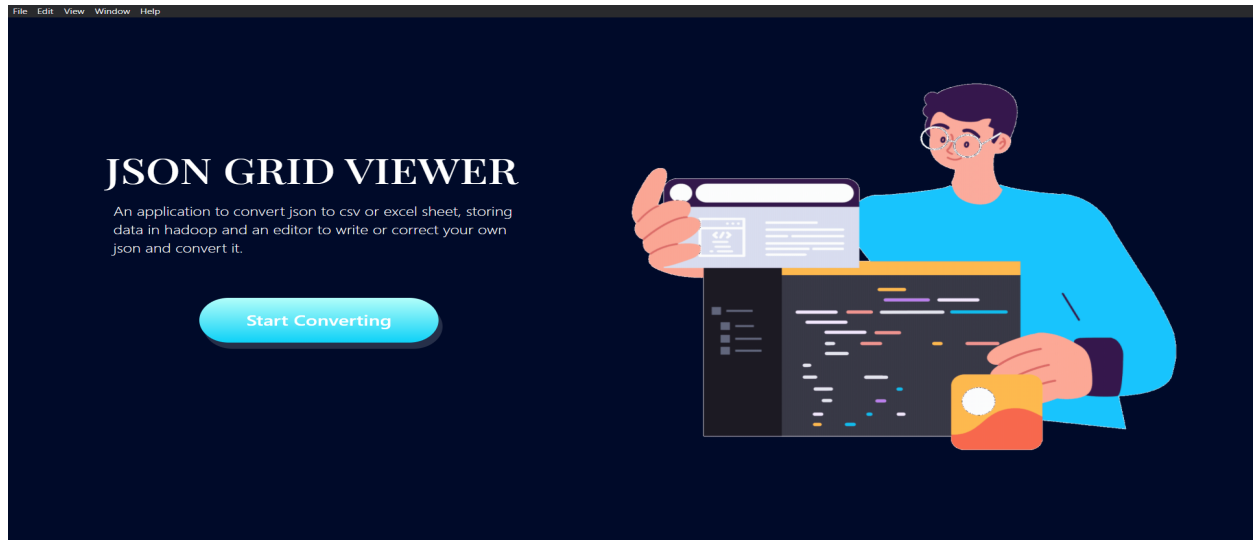 File Edit View Window Help
JSON GRID VIEWER
An application to convert json to csv or excel sheet, storing
data in hadoop and an editor to write or correct your own
json and convert it.
Start Converting
</>